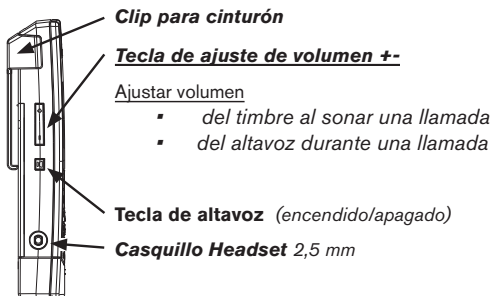 Clip para cinturón
Tecla de ajuste de volumen +-
Ajustar volumen
▪ del timbre al sonar una llamada
▪ del altavoz durante una llamada
Tecla de altavoz (encendido/apagado)
Casquillo Headset 2,5 mm